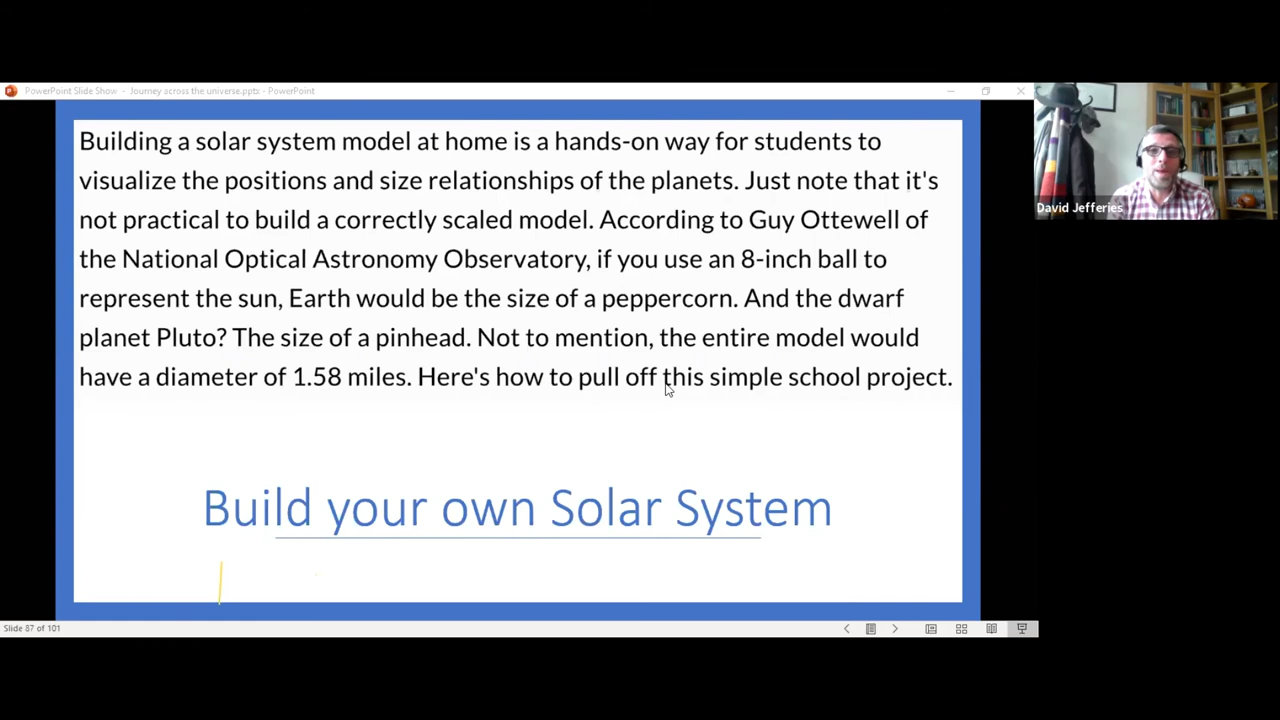 PowerPoint Slide Show - Journey across the universe.pptx - PowerPoint
Building a solar system model at home is a hands-on way for students to
visualize the positions and size relationships of the planets. Just note that it's
not practical to build a correctly scaled model. According to Guy Ottewell of
the National Optical Astronomy Observatory, if you use an 8-inch ball to
represent the sun, Earth would be the size of a peppercorn. And the dwarf
planet Pluto? The size of a pinhead. Not to mention, the entire model would
have a diameter of 1.58 miles. Here's how to pull off this simple school project.
Build your own Solar System
Slide 87 of 101
David Jefferies